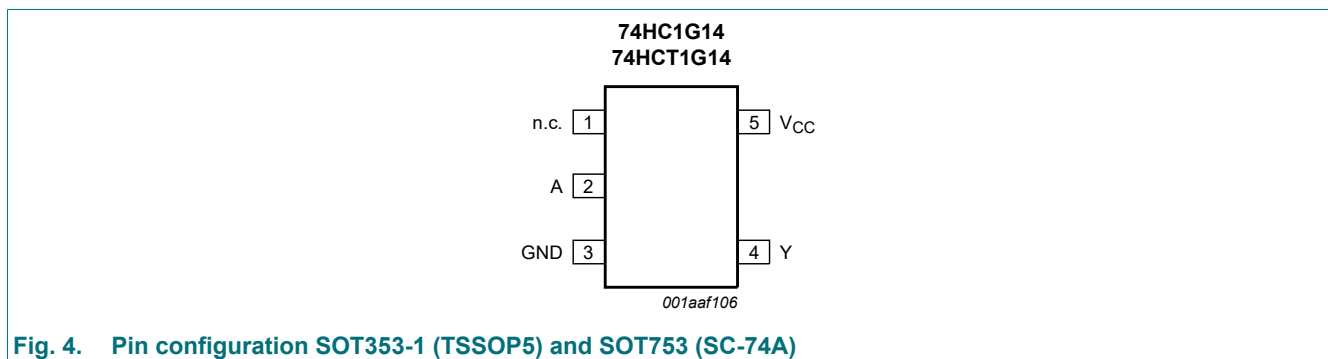 74HC1G14
74HCT1G14
n.c. 1
5 VCC
A 2
GND 3
4 Y
001aaf106
Fig. 4. Pin configuration SOT353-1 (TSSOP5) and SOT753 (SC-74A)